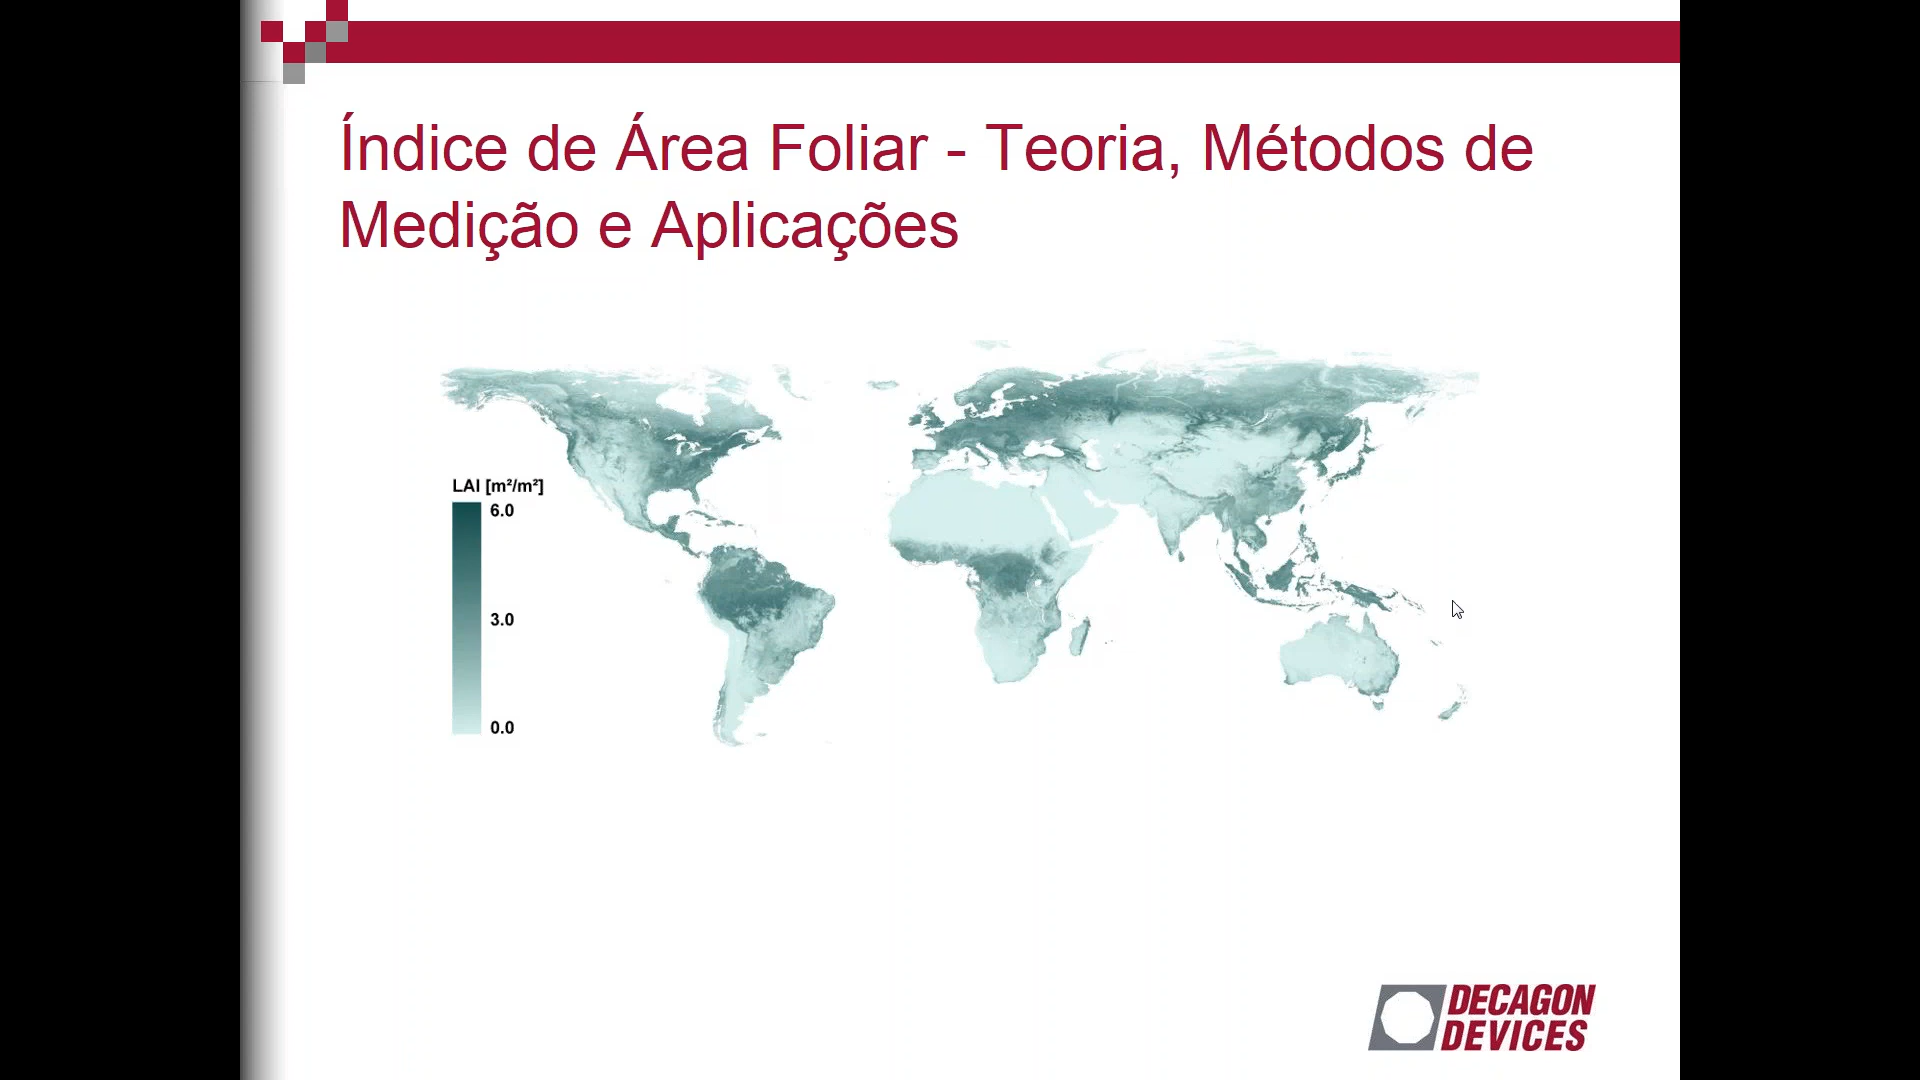 Índice de Área Foliar - Teoria, Métodos de
Medição e Aplicações
LAI [m²/m²]
6.0
3.0
0.0
DECAGON
DEVICES